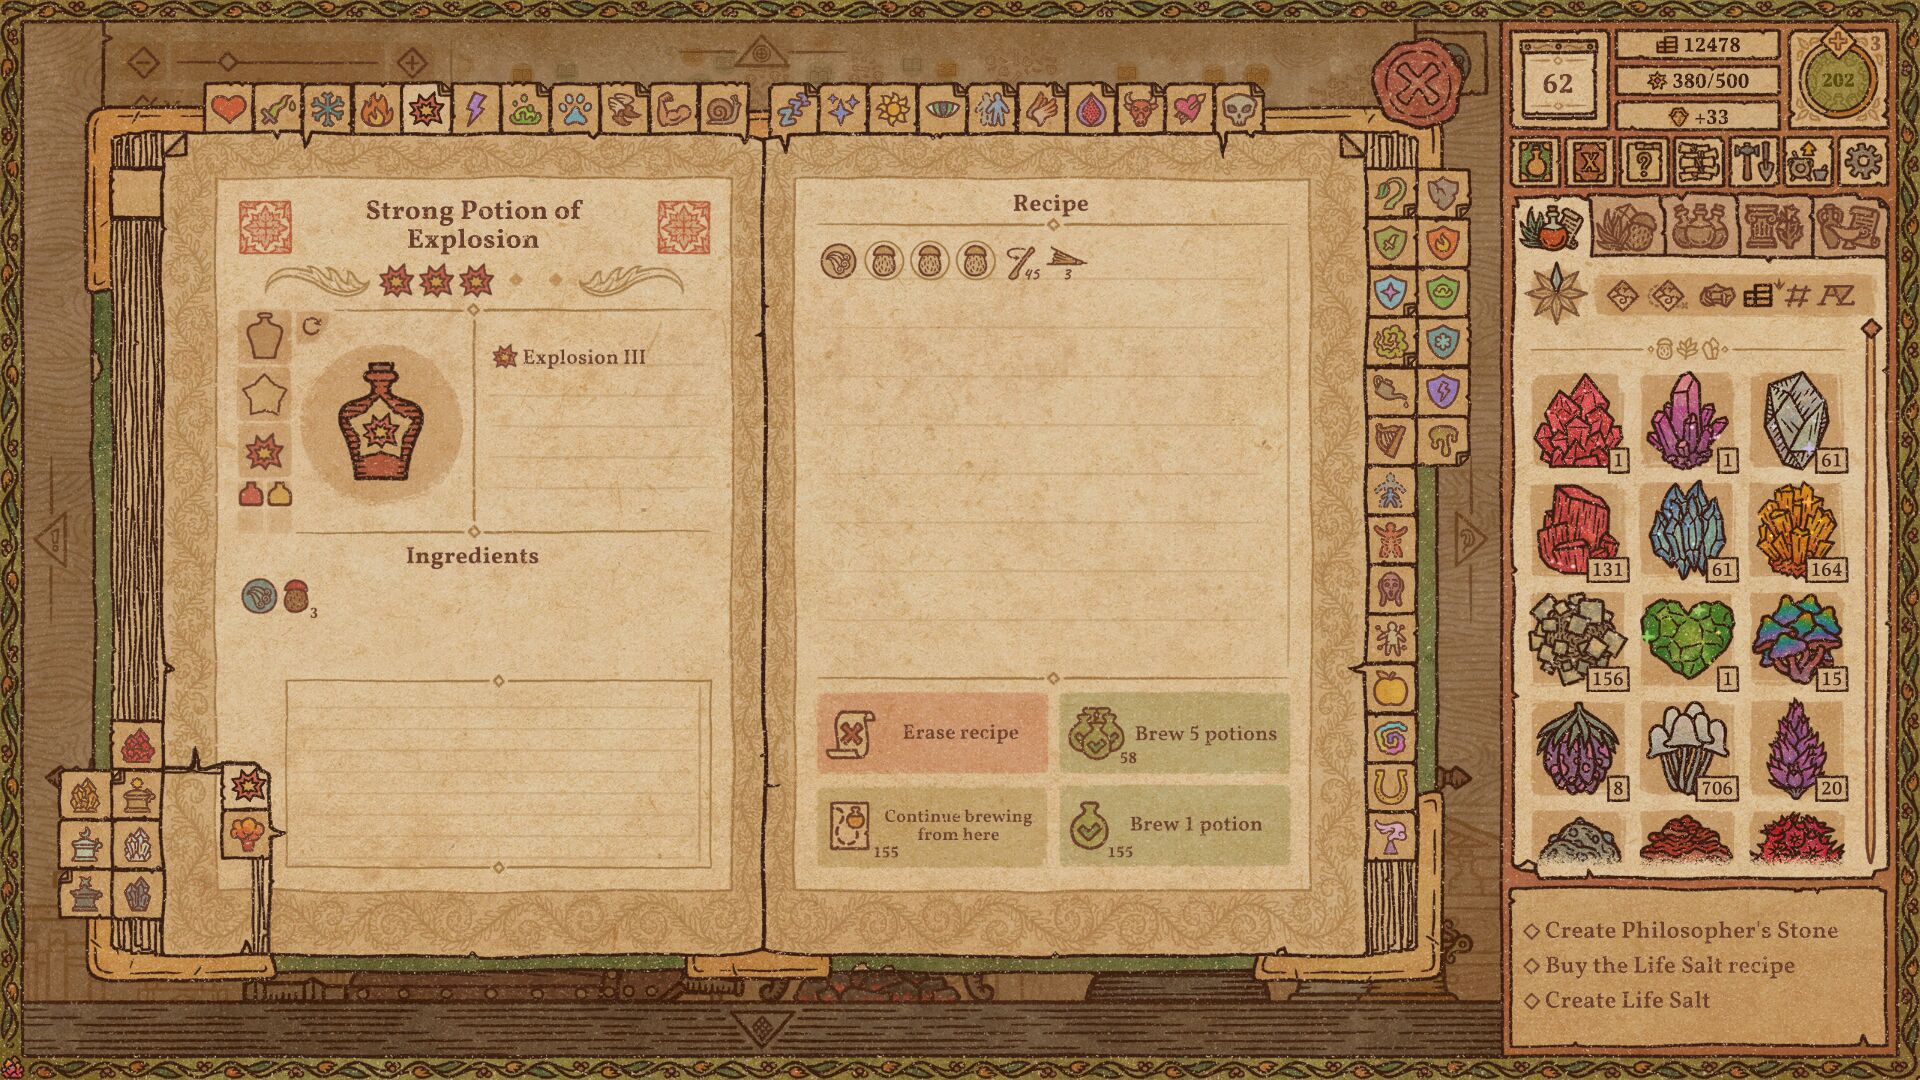 12478
62
380/500
+33
3
202
Strong Potion of
Explosion
Explosion III
Ingredients
3
Recipe
45
3
Erase recipe
Brew 5 potions
58
Continue brewing
from here
155
Brew 1 potion
155
X
?
# AZ
1
1
61
131
61
164
156
1
15
8
706
20
Create Philosopher's Stone
Buy the Life Salt recipe
Create Life Salt